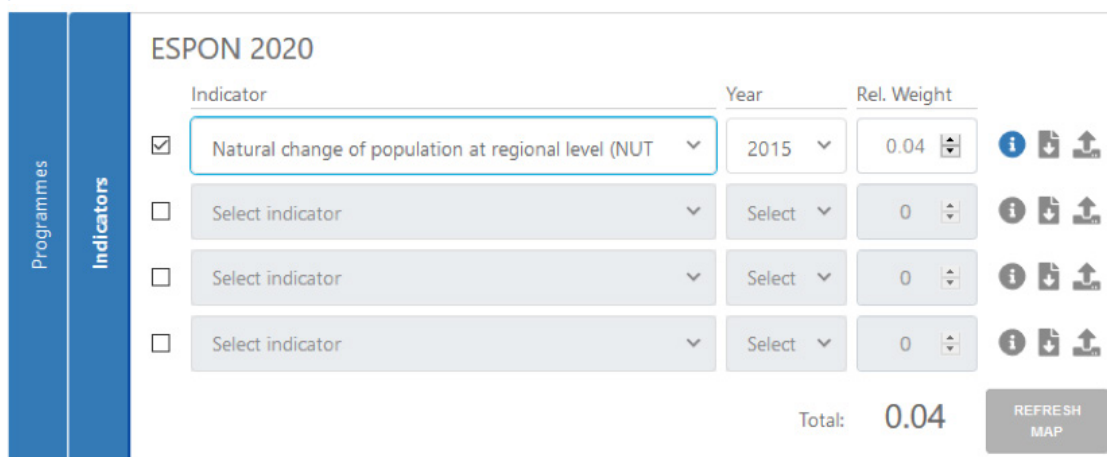 Programmes
Indicators
ESPON 2020
Indicator Year Rel. Weight
Natural change of population at regional level (NUT 2015 0.04
Select indicator Select 0
Select indicator Select 0
Select indicator Select 0
Total: 0.04 REFRESH
MAP